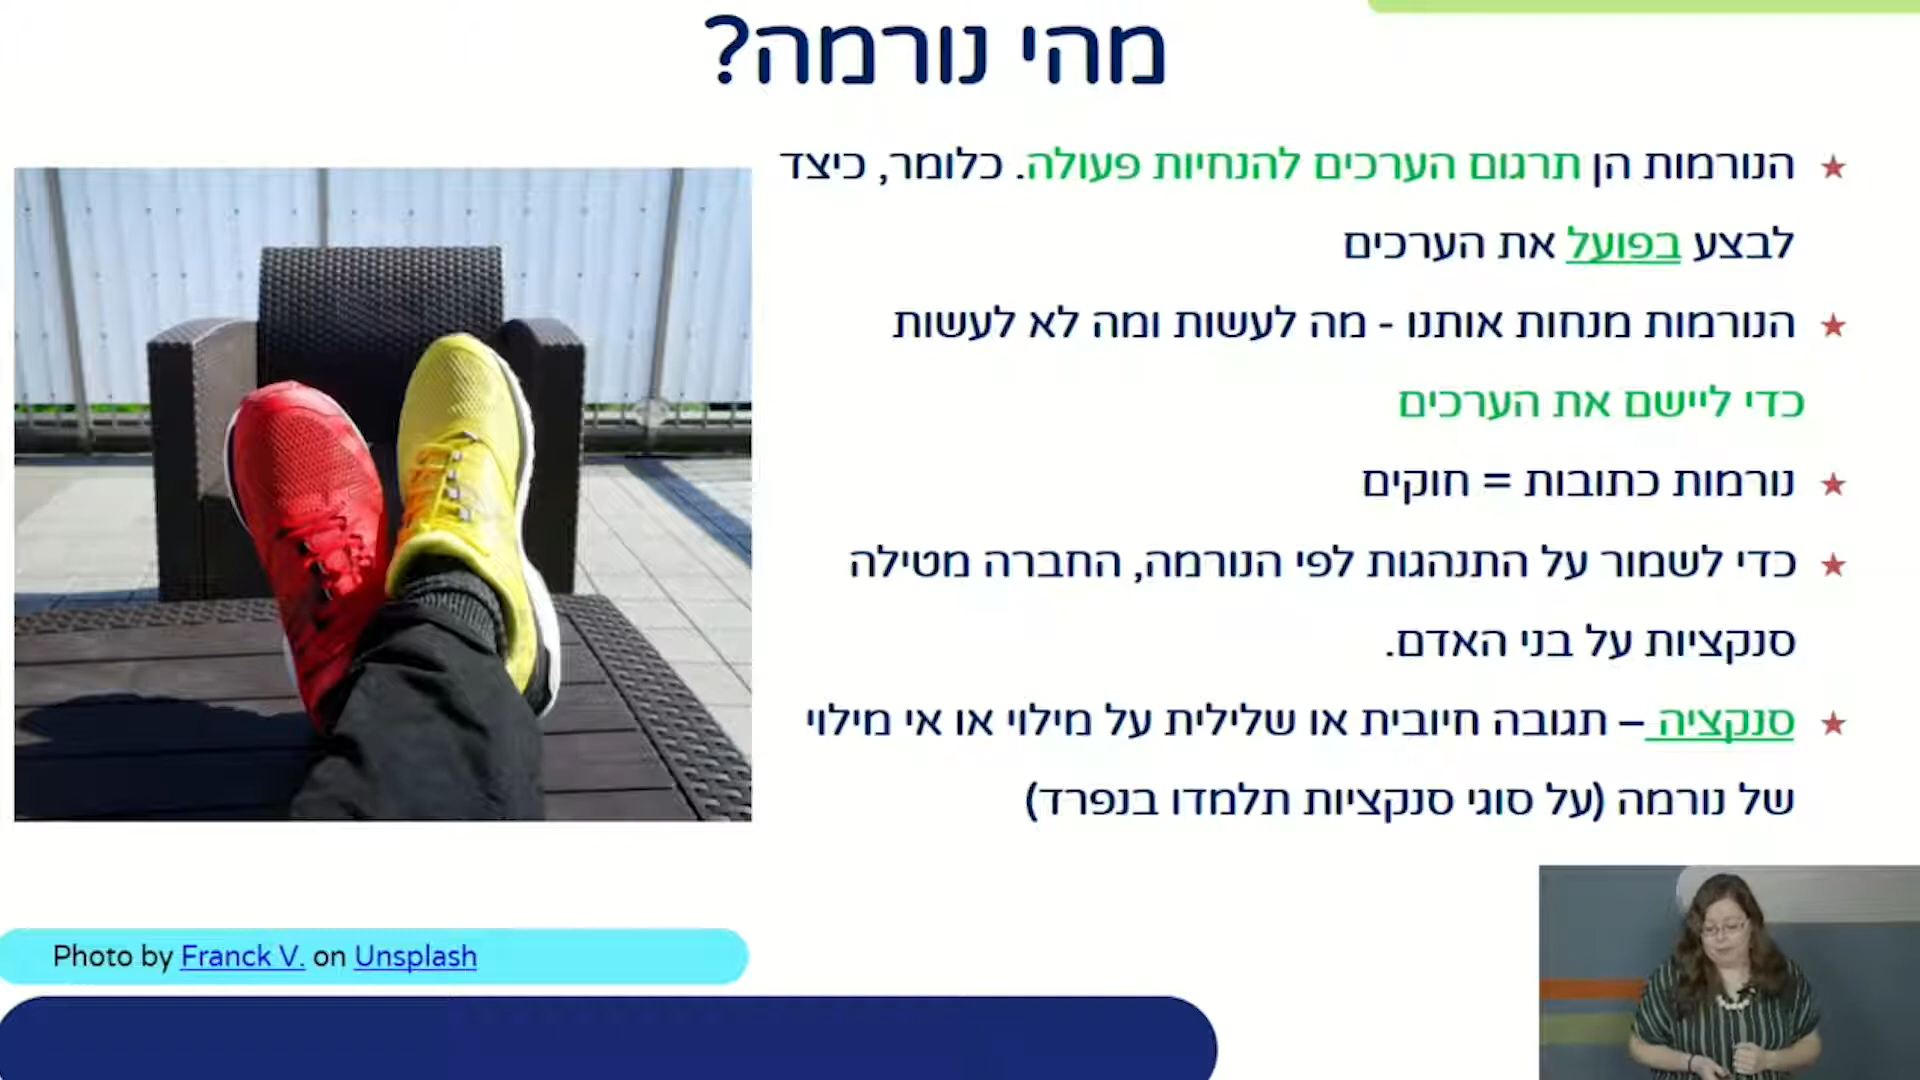 מהי נורמה?
הנורמות הן תרגום הערכים להנחיות פעולה. כלומר, כיצד
לבצע בפועל את הערכים
הנורמות מנחות אותנו - מה לעשות ומה לא לעשות
כדי ליישם את הערכים
נורמות כתובות = חוקים
כדי לשמור על התנהגות לפי הנורמה, החברה מטילה
סנקציות על בני האדם.
סנקציה – תגובה חיובית או שלילית על מילוי או אי מילוי
של נורמה (על סוגי סנקציות תלמדו בנפרד)
Photo by Franck V. on Unsplash